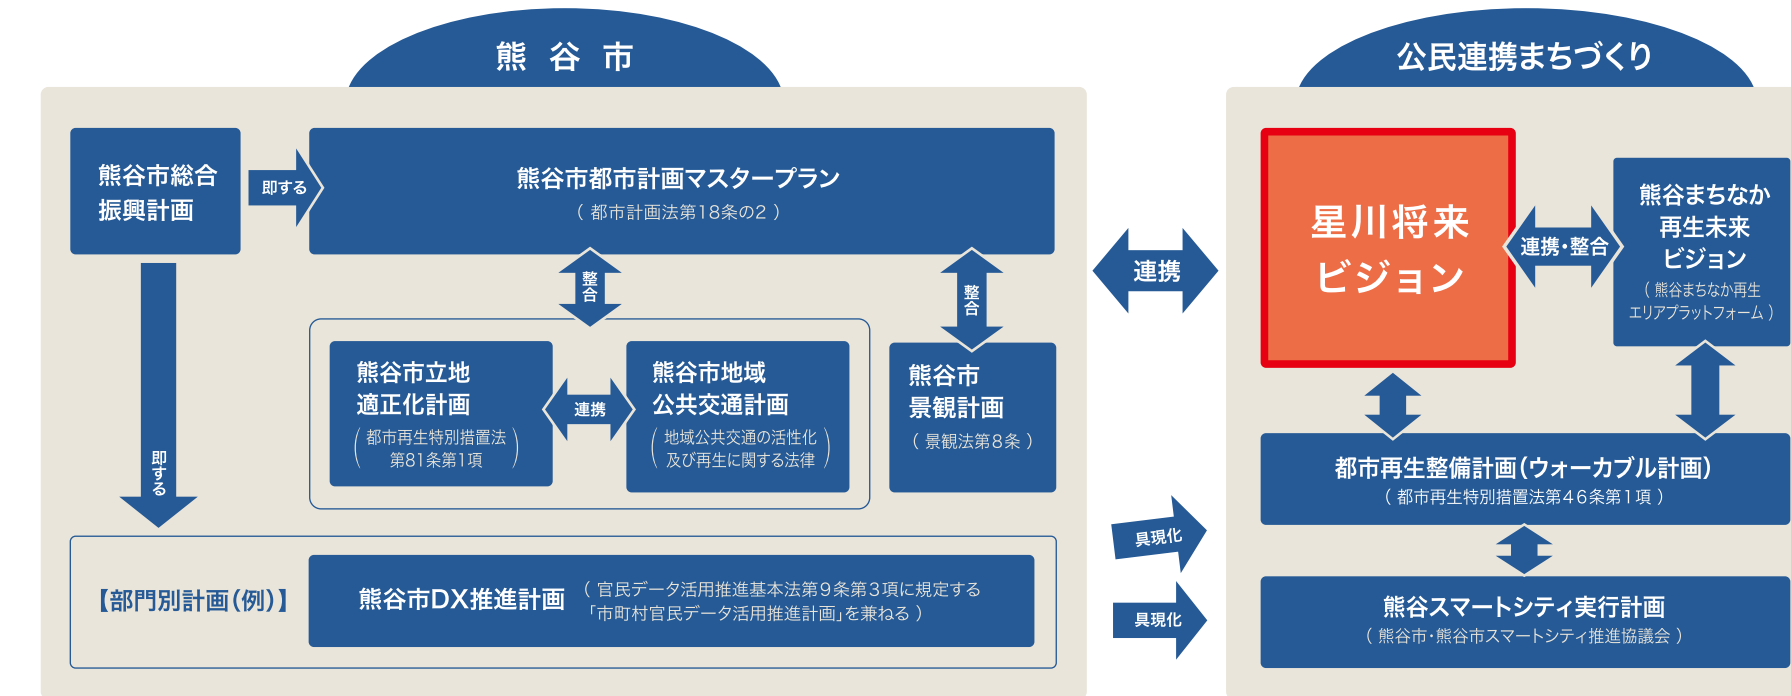 熊谷市
公民連携まちづくり
熊谷市総合
振興計画
即する
熊谷市都市計画マスタープラン
（ 都市計画法第18条の2 ）
整合
整合
即する
熊谷市立地
適正化計画
（都市再生特別措置法
第81条第1項）
連携
熊谷市地域
公共交通計画
（地域公共交通の活性化
及び再生に関する法律）
熊谷市
景観計画
（ 景観法第8条 ）
【部門別計画（例）】
熊谷市DX推進計画
（ 官民データ活用推進基本法第9条第3項に規定する
「市町村官民データ活用推進計画」を兼ねる ）
連携
具現化
具現化
星川将来
ビジョン
連携・整合
熊谷まちなか
再生未来
ビジョン
（ 熊谷まちなか再生
エリアプラットフォーム ）
都市再生整備計画（ウォーカブル計画）
（ 都市再生特別措置法第46条第1項 ）
熊谷スマートシティ実行計画
（ 熊谷市・熊谷市スマートシティ推進協議会 ）